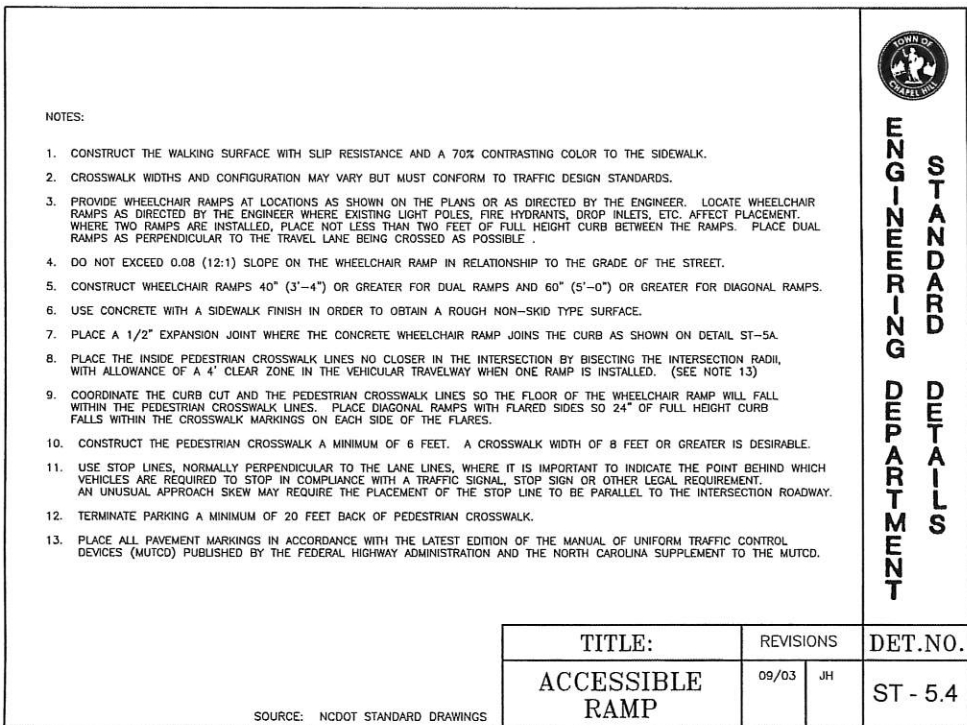 NOTES:
1. CONSTRUCT THE WALKING SURFACE WITH SLIP RESISTANCE AND A 70% CONTRASTING COLOR TO THE SIDEWALK.
2. CROSSWALK WIDTHS AND CONFIGURATION MAY VARY BUT MUST CONFORM TO TRAFFIC DESIGN STANDARDS.
3. PROVIDE WHEELCHAIR RAMPS AT LOCATIONS AS SHOWN ON THE PLANS OR AS DIRECTED BY THE ENGINEER. LOCATE WHEELCHAIR
RAMPS AS DIRECTED BY THE ENGINEER WHERE EXISTING LIGHT POLES, FIRE HYDRANTS, DROP INLETS, ETC. AFFECT PLACEMENT.
WHERE TWO RAMPS ARE INSTALLED, PLACE NOT LESS THAN TWO FEET OF FULL HEIGHT CURB BETWEEN THE RAMPS. PLACE DUAL
RAMPS AS PERPENDICULAR TO THE TRAVEL LANE BEING CROSSED AS POSSIBLE .
4. DO NOT EXCEED 0.08 (12:1) SLOPE ON THE WHEELCHAIR RAMP IN RELATIONSHIP TO THE GRADE OF THE STREET.
5. CONSTRUCT WHEELCHAIR RAMPS 40" (3'-4") OR GREATER FOR DUAL RAMPS AND 60" (5'-0") OR GREATER FOR DIAGONAL RAMPS.
6. USE CONCRETE WITH A SIDEWALK FINISH IN ORDER TO OBTAIN A ROUGH NON-SKID TYPE SURFACE.
7. PLACE A 1/2" EXPANSION JOINT WHERE THE CONCRETE WHEELCHAIR RAMP JOINS THE CURB AS SHOWN ON DETAIL ST-5A.
8. PLACE THE INSIDE PEDESTRIAN CROSSWALK LINES NO CLOSER IN THE INTERSECTION BY BISECTING THE INTERSECTION RADII,
WITH ALLOWANCE OF A 4' CLEAR ZONE IN THE VEHICULAR TRAVELWAY WHEN ONE RAMP IS INSTALLED. (SEE NOTE 13)
9. COORDINATE THE CURB CUT AND THE PEDESTRIAN CROSSWALK LINES SO THE FLOOR OF THE WHEELCHAIR RAMP WILL FALL
WITHIN THE PEDESTRIAN CROSSWALK LINES. PLACE DIAGONAL RAMPS WITH FLARED SIDES SO 24" OF FULL HEIGHT CURB
FALLS WITHIN THE CROSSWALK MARKINGS ON EACH SIDE OF THE FLARES.
10. CONSTRUCT THE PEDESTRIAN CROSSWALK A MINIMUM OF 6 FEET. A CROSSWALK WIDTH OF 8 FEET OR GREATER IS DESIRABLE.
11. USE STOP LINES, NORMALLY PERPENDICULAR TO THE LANE LINES, WHERE IT IS IMPORTANT TO INDICATE THE POINT BEHIND WHICH
VEHICLES ARE REQUIRED TO STOP IN COMPLIANCE WITH A TRAFFIC SIGNAL, STOP SIGN OR OTHER LEGAL REQUIREMENT.
AN UNUSUAL APPROACH SKEW MAY REQUIRE THE PLACEMENT OF THE STOP LINE TO BE PARALLEL TO THE INTERSECTION ROADWAY.
12. TERMINATE PARKING A MINIMUM OF 20 FEET BACK OF PEDESTRIAN CROSSWALK.
13. PLACE ALL PAVEMENT MARKINGS IN ACCORDANCE WITH THE LATEST EDITION OF THE MANUAL OF UNIFORM TRAFFIC CONTROL
DEVICES (MUTCD) PUBLISHED BY THE FEDERAL HIGHWAY ADMINISTRATION AND THE NORTH CAROLINA SUPPLEMENT TO THE MUTCD.
SOURCE: NCDOT STANDARD DRAWINGS
TOWN OF
CHAPEL HILL
STANDARD DETAILS
ENGINEERING DEPARTMENT
TITLE:
ACCESSIBLE
RAMP
REVISIONS
09/03 JH
DET.NO.
ST - 5.4